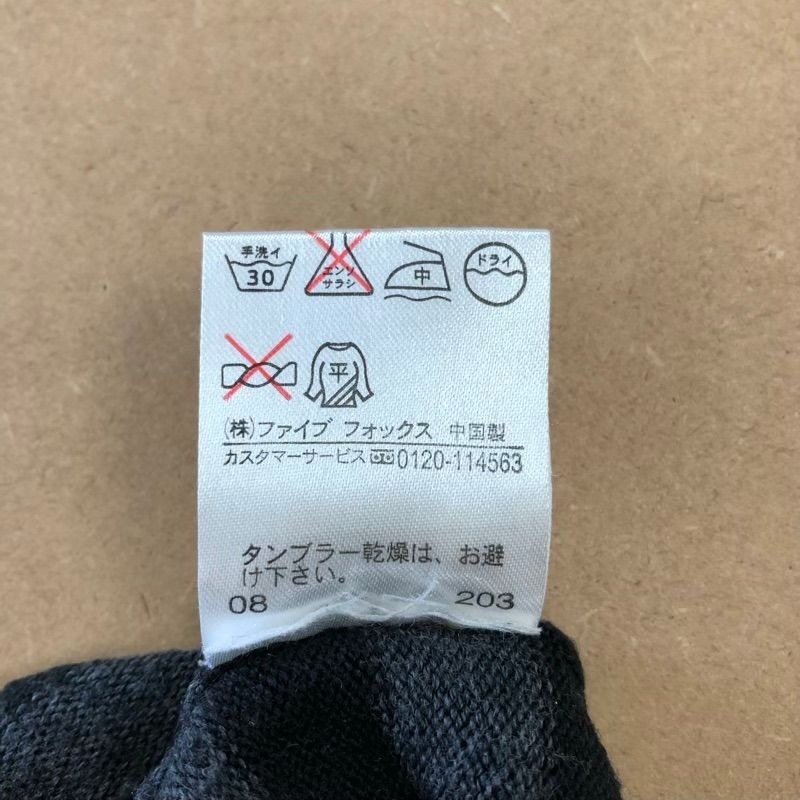 手洗イ
30
エンソ
サラシ
中
ドライ
平
(株)ファイブ フォックス 中国製
カスタマーサービス 0120-114563
タンブラー乾燥は、お避
け下さい。
08 203